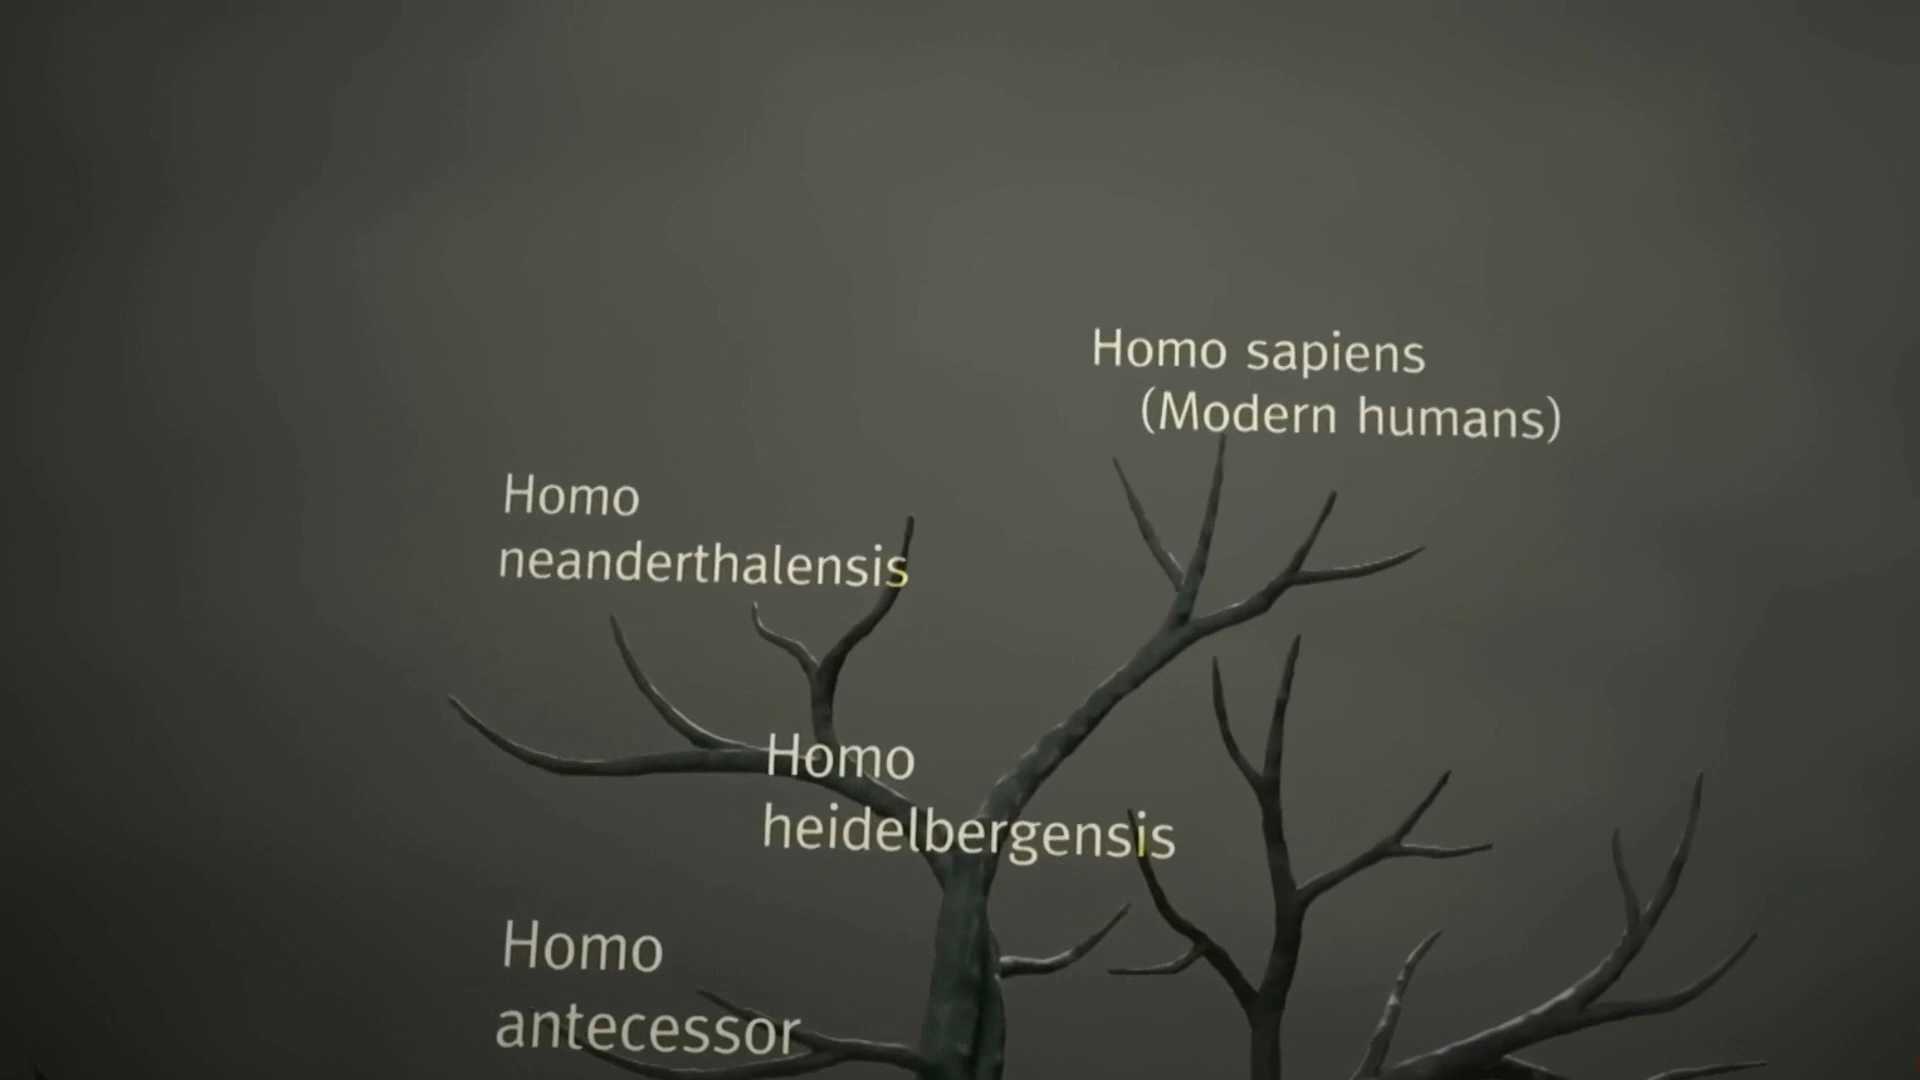 Homo sapiens
(Modern humans)
Homo
neanderthalensis
Homo
heidelbergensis
Homo
antecessor